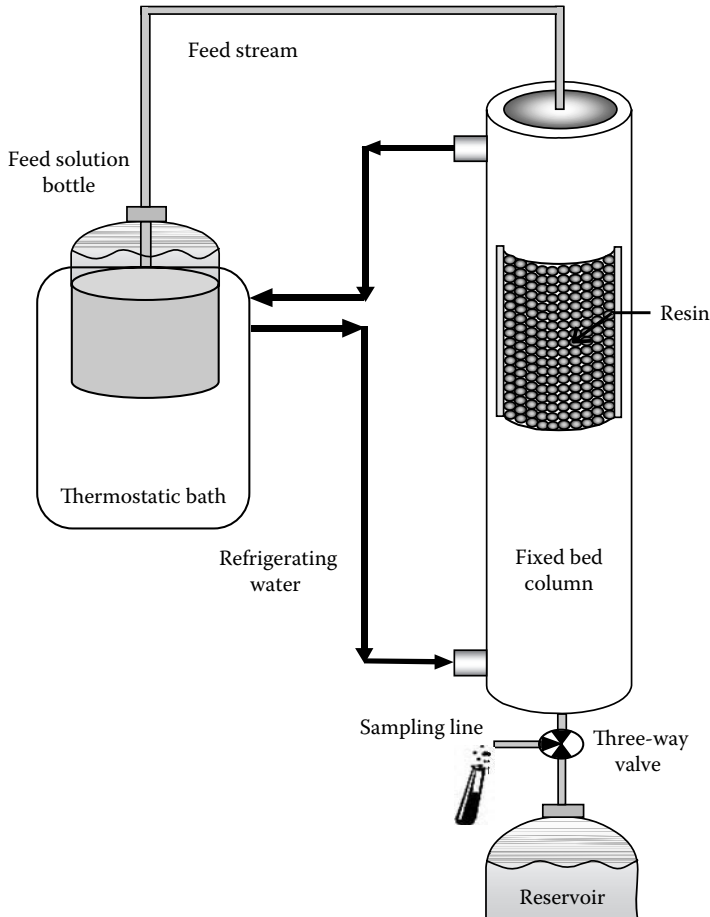 Feed stream
Feed solution
bottle
Resin
Thermostatic bath
Refrigerating
water
Fixed bed
column
Sampling line
Three-way
valve
Reservoir